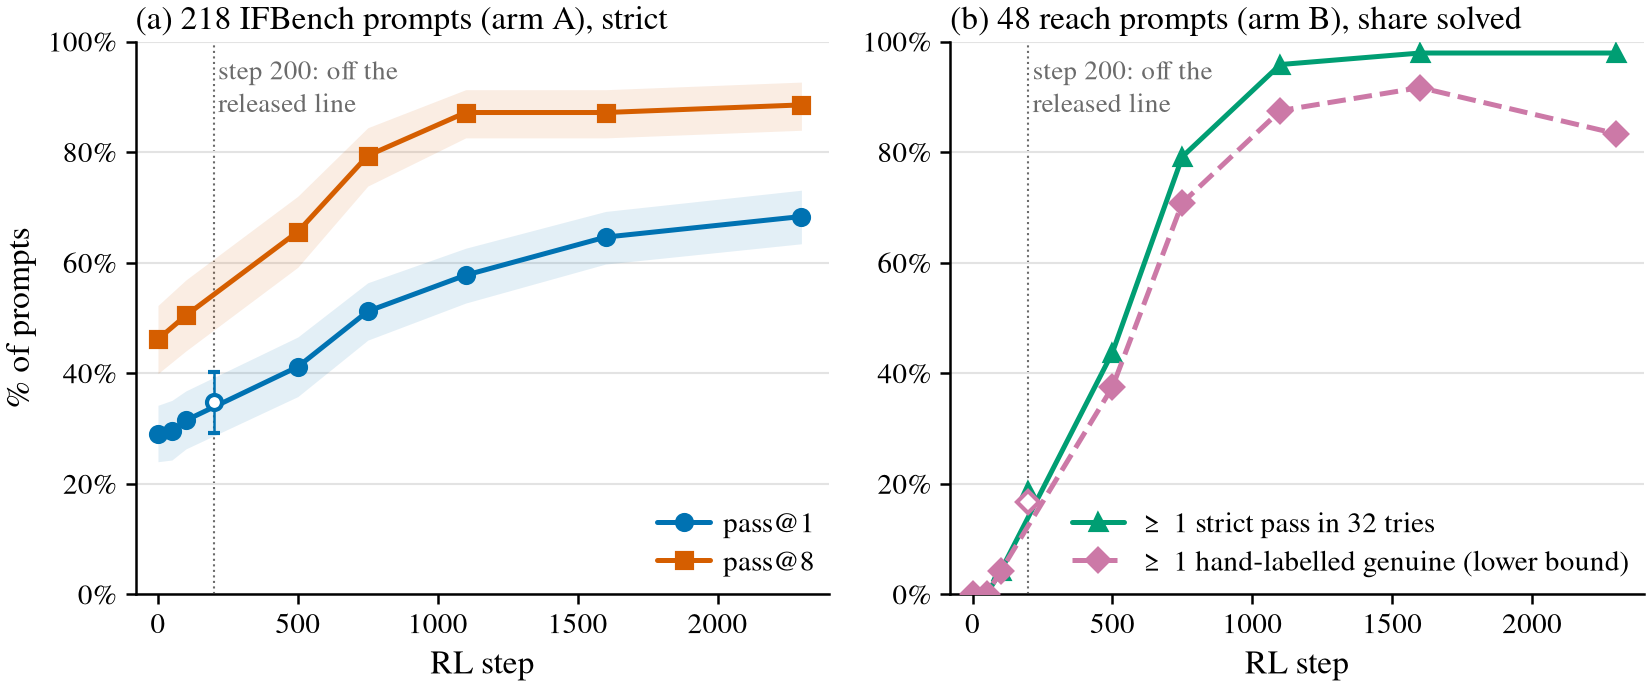 (a) 218 IFBench prompts (arm A), strict
100%
80%
60%
40%
20%
0%
% of prompts
step 200: off the
released line
pass@1
pass@8
0
500
1000
1500
2000
RL step
(b) 48 reach prompts (arm B), share solved
100%
80%
60%
40%
20%
0%
step 200: off the
released line
≥ 1 strict pass in 32 tries
≥ 1 hand-labelled genuine (lower bound)
0
500
1000
1500
2000
RL step